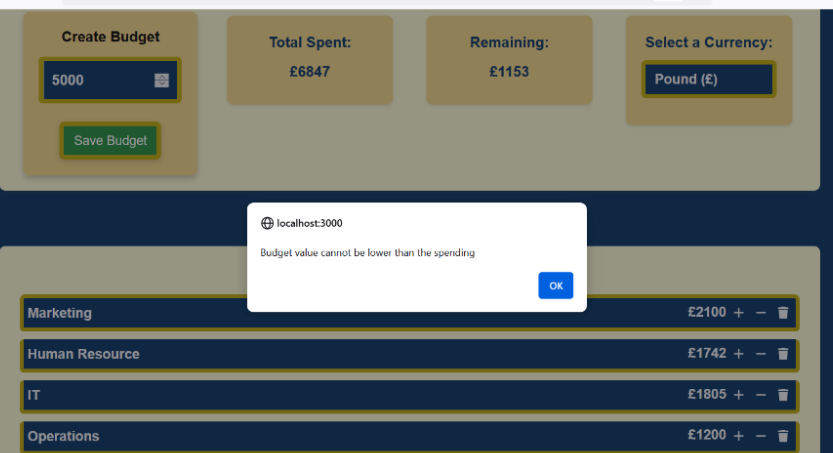 Create Budget
5000
Save Budget
Total Spent:
£6847
Remaining:
£1153
Select a Currency:
Pound (£)
localhost:3000
Budget value cannot be lower than the spending
OK
Marketing £2100 + −
Human Resource £1742 + −
IT £1805 + −
Operations £1200 + −